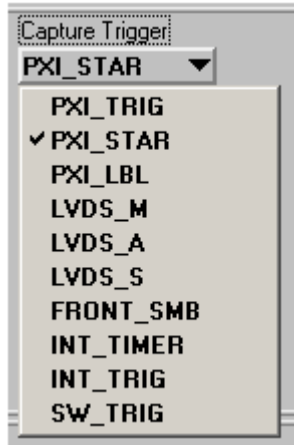 Capture Trigger
PXI_STAR
PXI_TRIG
PXI_STAR
PXI_LBL
LVDS_M
LVDS_A
LVDS_S
FRONT_SMB
INT_TIMER
INT_TRIG
SW_TRIG